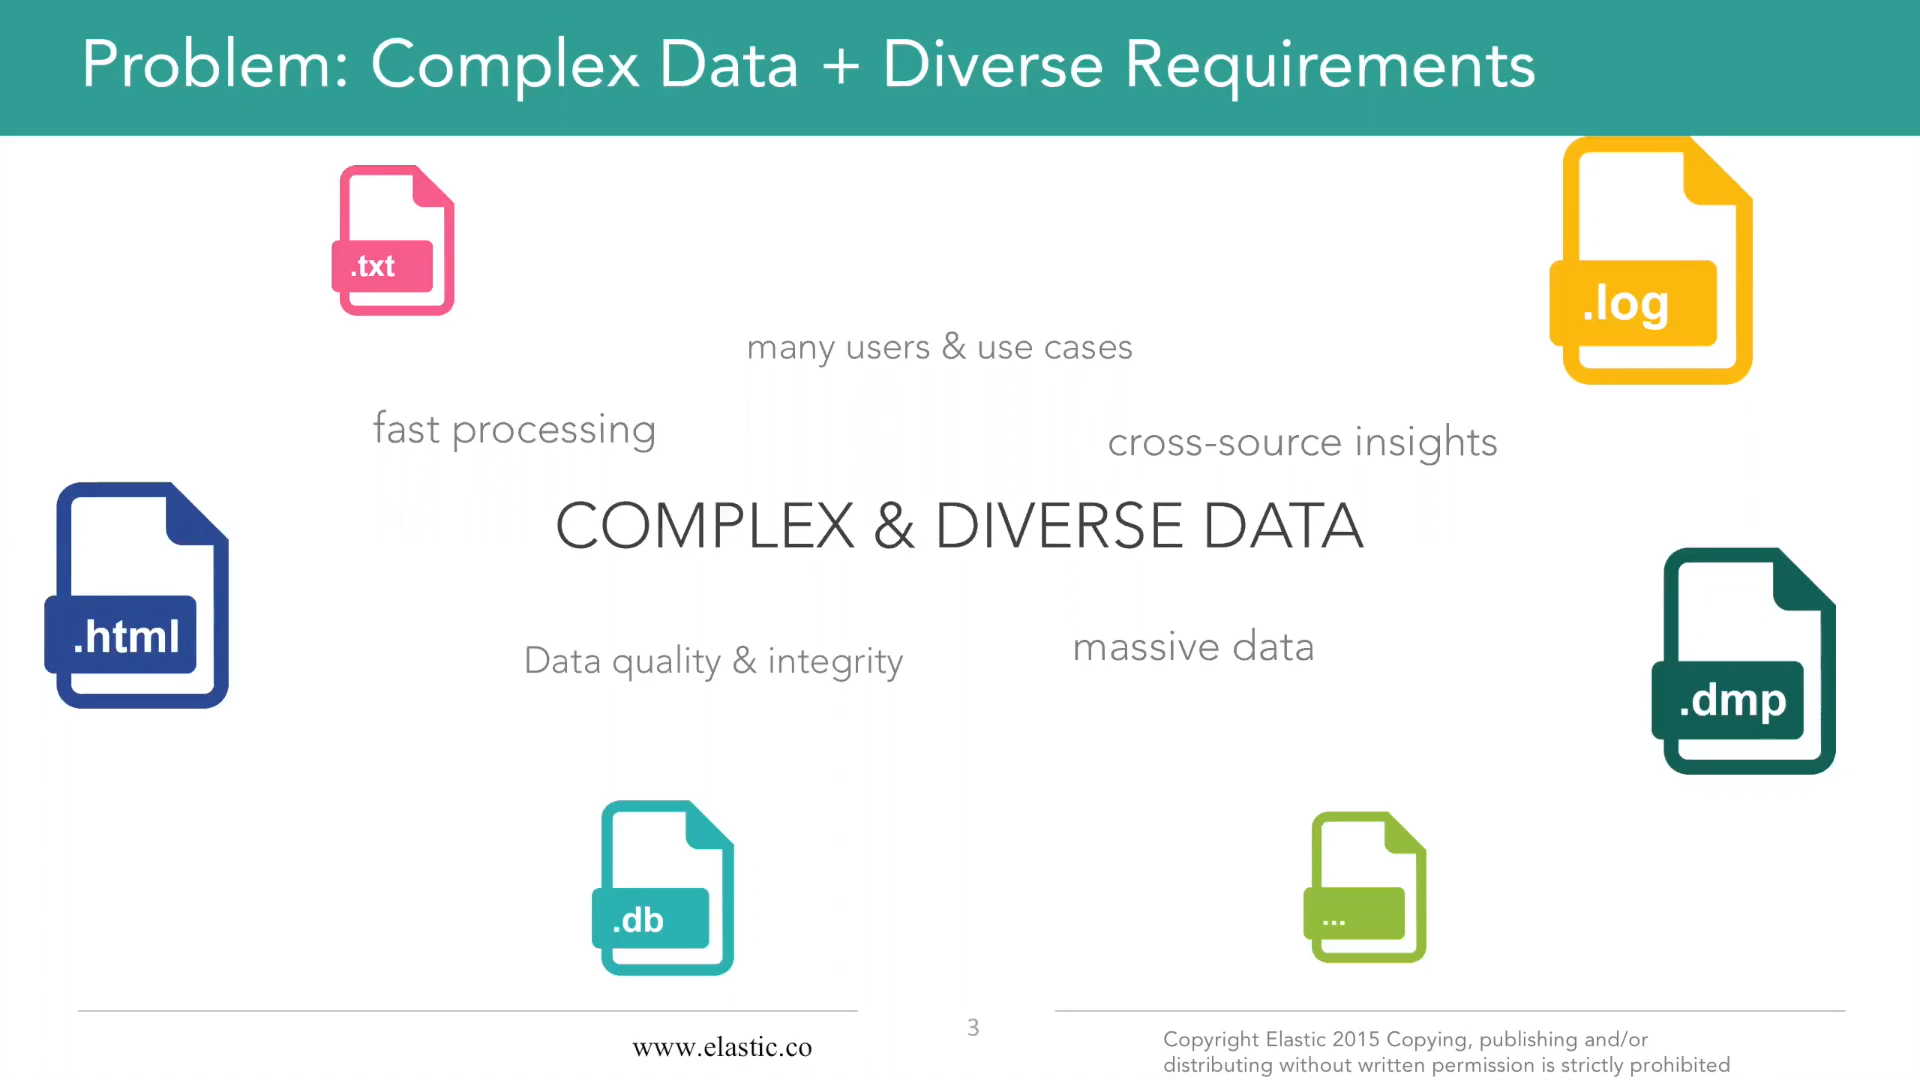 Problem: Complex Data + Diverse Requirements
.txt
.log
many users & use cases
fast processing
cross-source insights
COMPLEX & DIVERSE DATA
.html
Data quality & integrity
massive data
.dmp
.db
...
3
www.elastic.co
Copyright Elastic 2015 Copying, publishing and/or
distributing without written permission is strictly prohibited